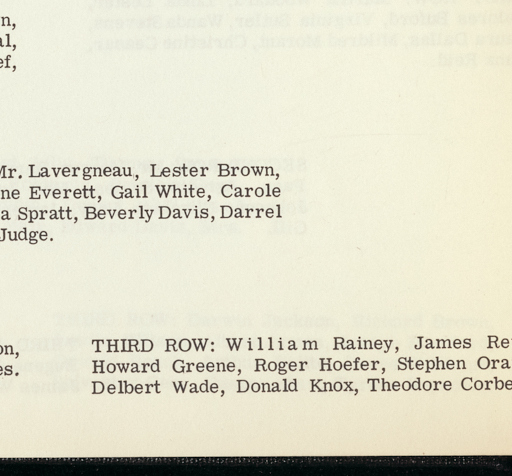 n,
al,
ef,
Mr. Lavergneau, Lester Brown,
ne Everett, Gail White, Carole
a Spratt, Beverly Davis, Darrel
Judge.
on,
es.
THIRD ROW: William Rainey, James Re
Howard Greene, Roger Hoefer, Stephen Ora
Delbert Wade, Donald Knox, Theodore Corbe